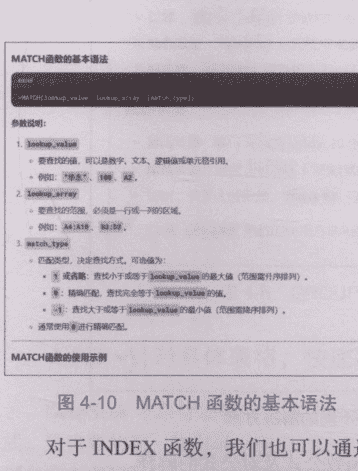 MATCH函数的基本语法
=MATCH(lookup_value, lookup_array, [match_type])
参数说明：
1. lookup_value
要查找的值，可以是数字、文本、逻辑值或单元格引用。
例如："华东"、100、A2。
2. lookup_array
要查找的范围，必须是一行或一列的区域。
例如：A4:A10、B2:D2。
3. match_type
匹配类型，决定查找方式。可选值为：
1 或省略：查找小于或等于 lookup_value 的最大值（范围需升序排列）。
0：精确匹配，查找完全等于 lookup_value 的值。
-1：查找大于或等于 lookup_value 的最小值（范围需降序排列）。
通常使用 0 进行精确匹配。
MATCH函数的使用示例
图 4-10 MATCH 函数的基本语法
对于 INDEX 函数，我们也可以通过